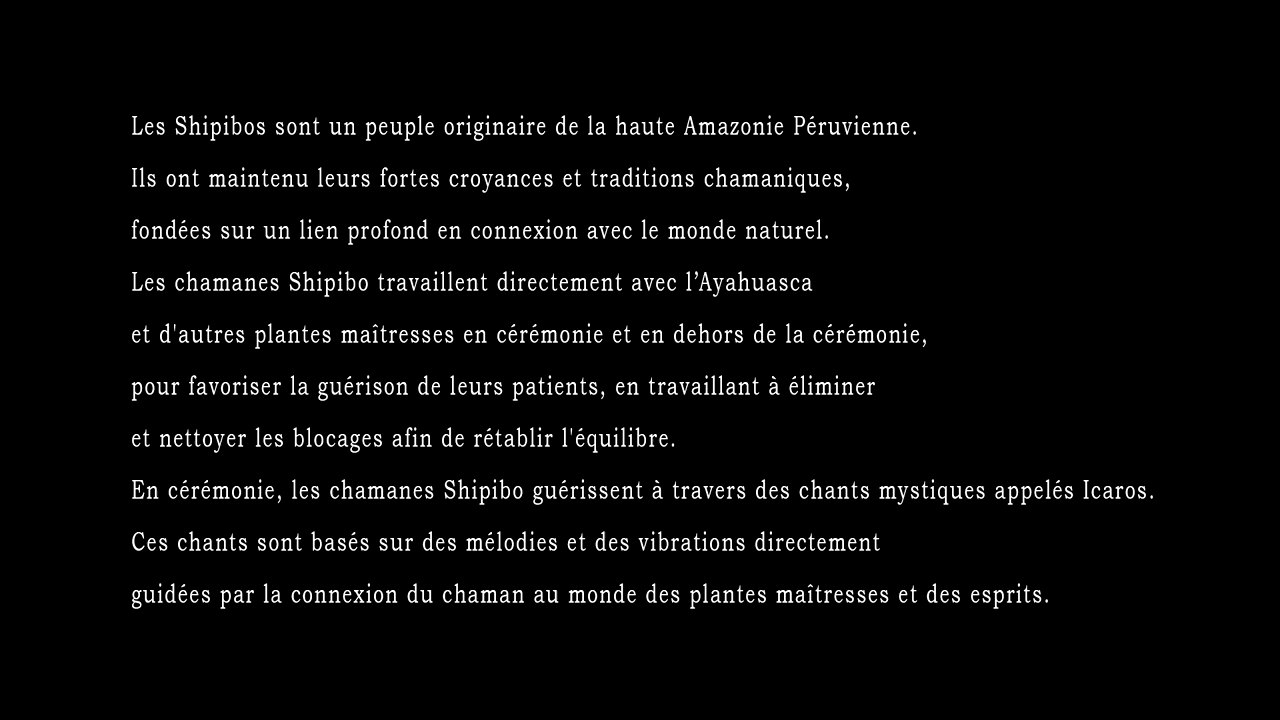 Les Shipibos sont un peuple originaire de la haute Amazonie Péruvienne.
Ils ont maintenu leurs fortes croyances et traditions chamaniques,
fondées sur un lien profond en connexion avec le monde naturel.
Les chamanes Shipibo travaillent directement avec l’Ayahuasca
et d'autres plantes maîtresses en cérémonie et en dehors de la cérémonie,
pour favoriser la guérison de leurs patients, en travaillant à éliminer
et nettoyer les blocages afin de rétablir l'équilibre.
En cérémonie, les chamanes Shipibo guérissent à travers des chants mystiques appelés Icaros.
Ces chants sont basés sur des mélodies et des vibrations directement
guidées par la connexion du chaman au monde des plantes maîtresses et des esprits.